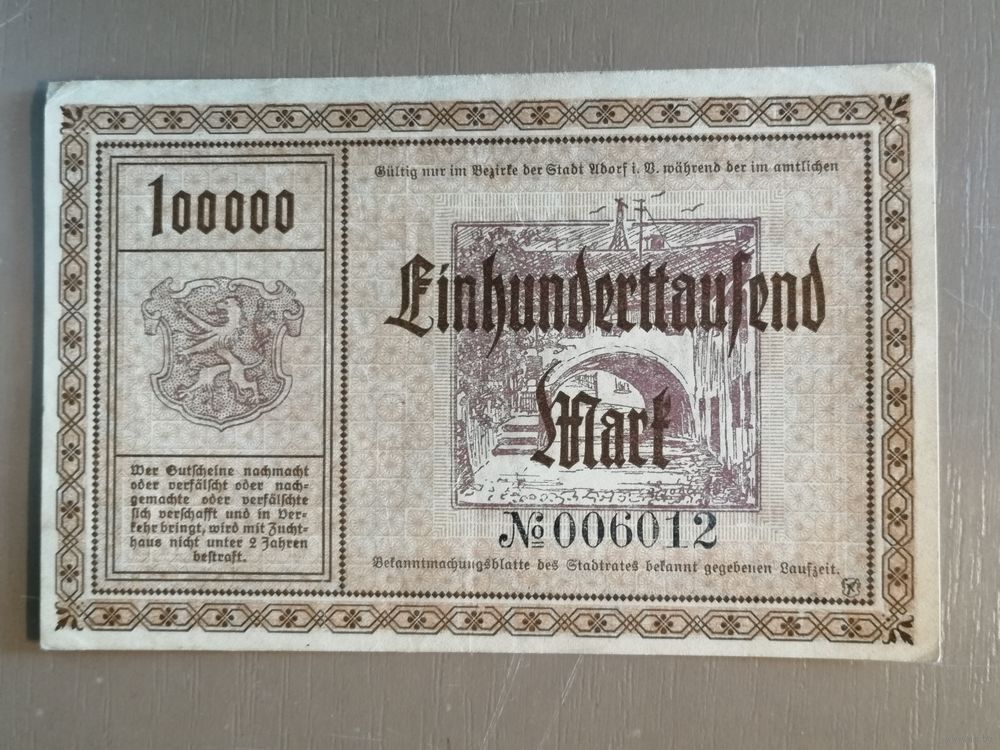 100000
Wer Gutscheine nachmacht
oder verfälscht oder nach-
gemachte oder verfälschte
sich verschafft und in Ver-
kehr bringt, wird mit Zucht-
haus nicht unter 2 Jahren
bestraft.
Gültig nur im Bezirke der Stadt Adorf i. V. während der im amtlichen
Einhunderttausend
Mark
№ 006012
Bekanntmachungsblatte des Stadtrates bekannt gegebenen Laufzeit.